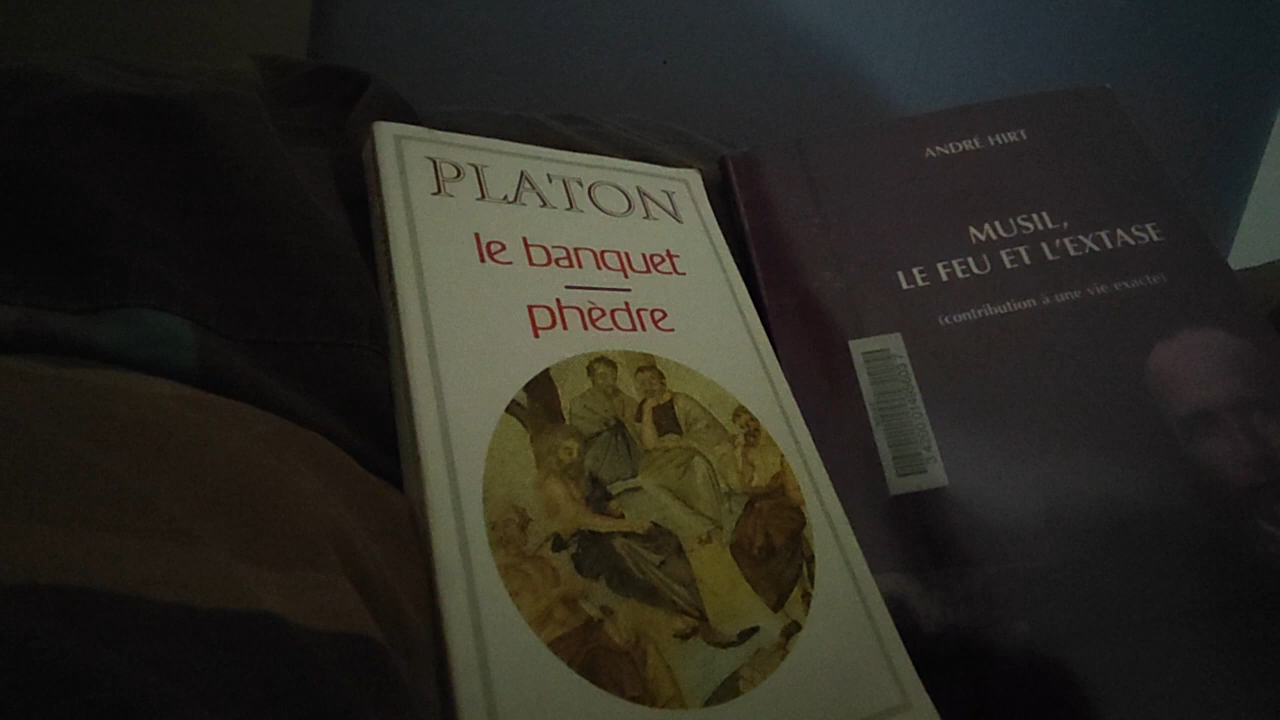 PLATON
le banquet
phèdre
ANDRÉ HIRT
MUSIL,
LE FEU ET L'EXTASE
(contribution à une vie exacte)